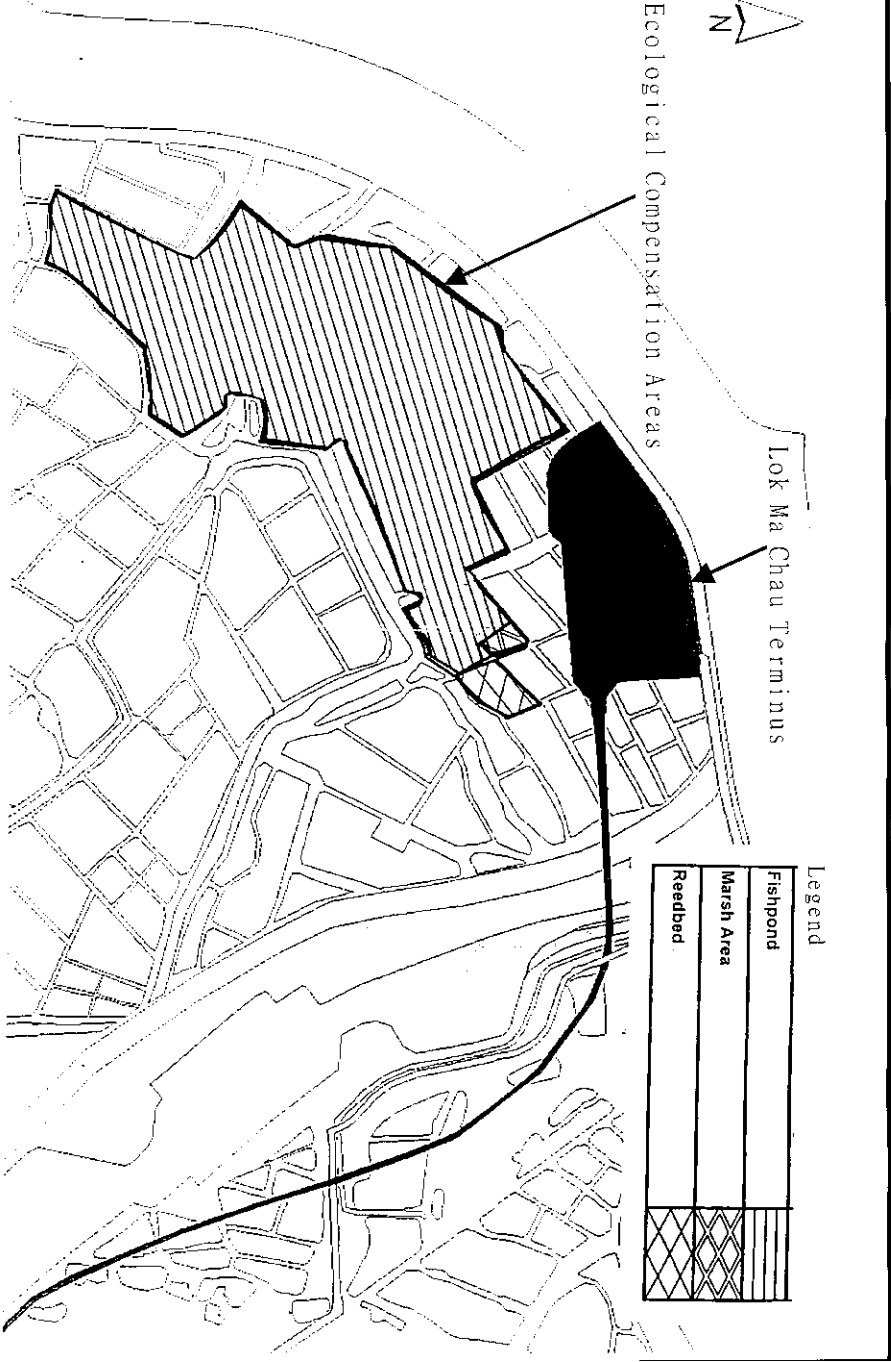 N
Ecological Compensation Areas
Lok Ma Chau Terminus
Legend
Fishpond
Marsh Area
Reedbed